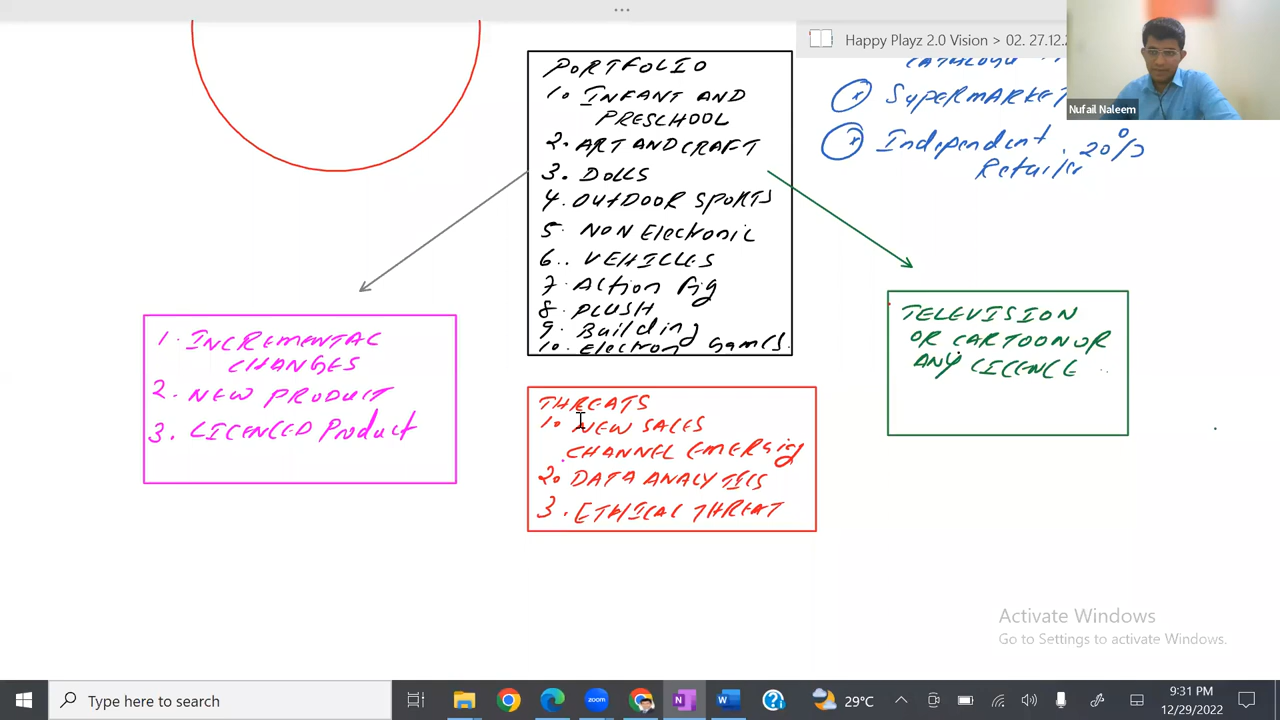 Happy Playz 2.0 Vision > 02. 27.12.2
Nufail Naleem
SUPERMARKET
Independent
Retailer
20%
PORTFOLIO
1. INFANT AND
PRESCHOOL
2. ART AND CRAFT
3. DOLLS
4. OUTDOOR SPORTS
5. NON Electronic
6.. VEHICLES
7. Action Fig
8. PLUSH
9. Building
10. Electron Games.
1. INCREMENTAL
CHANGES
2. NEW PRODUCT
3. LICENCED Product
TELEVISION
OR CARTOON OR
ANY LICENCE
THREATS
1. NEW SALES
CHANNEL EMERging
2. DATA ANALYTICS
3. ETHICAL THREAT
Activate Windows
Go to Settings to activate Windows.
Type here to search
29°C
9:31 PM
12/29/2022